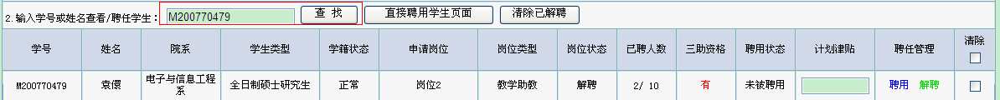 2.输入学号或姓名查看/聘任学生： M200770479 查 找 直接聘用学生页面 清除已解聘
学号 姓名 院系 学生类型 学籍状态 申请岗位 岗位类型 岗位状态 已聘人数 三助资格 聘用状态 计划津贴 聘任管理 清除
M200770479 袁儇 电子与信息工程 全日制硕士研究生 正常 岗位2 教学助教 解聘 2/ 10 有 未被聘用 聘用 解聘
系